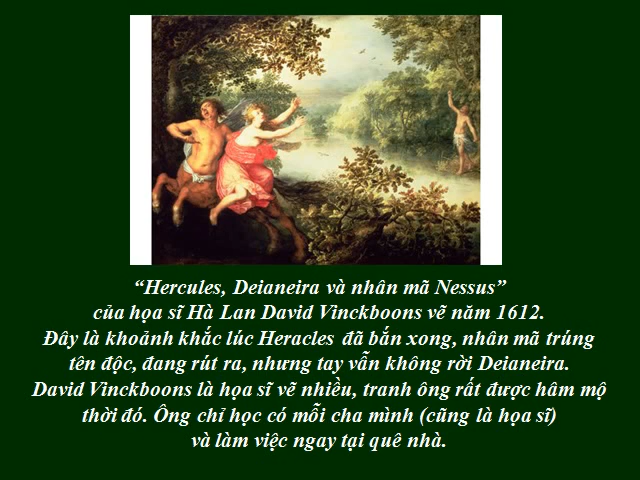 “Hercules, Deianeira và nhân mã Nessus”
của họa sĩ Hà Lan David Vinckboons vẽ năm 1612.
Đây là khoảnh khắc lúc Heracles đã bắn xong, nhân mã trúng
tên độc, đang rút ra, nhưng tay vẫn không rời Deianeira.
David Vinckboons là họa sĩ vẽ nhiều, tranh ông rất được hâm mộ
thời đó. Ông chỉ học có mỗi cha mình (cũng là họa sĩ)
và làm việc ngay tại quê nhà.